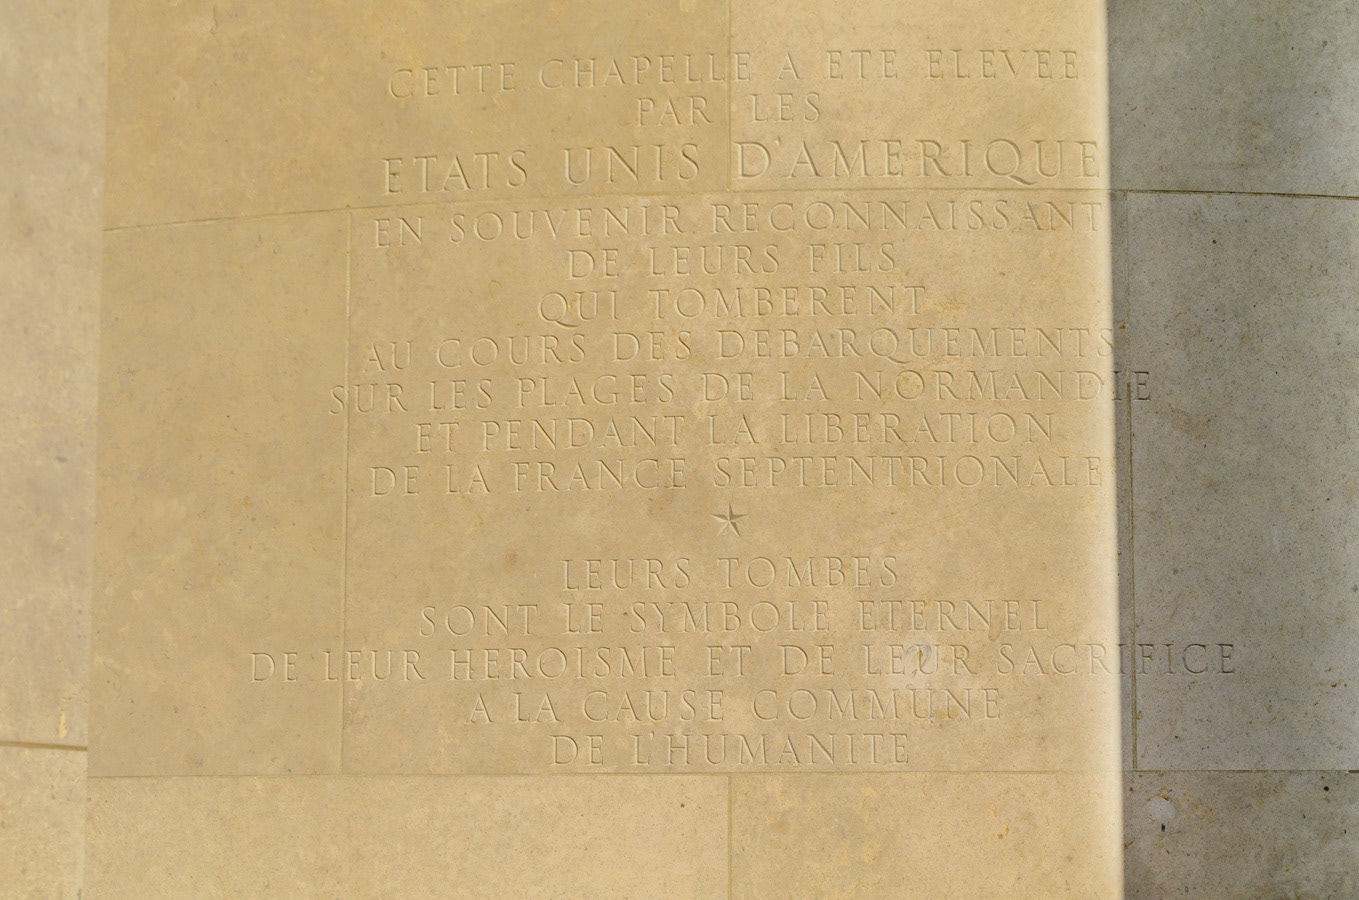 CETTE CHAPELLE A ETE ELEVEE
PAR LES
ETATS UNIS D'AMERIQUE
EN SOUVENIR RECONNAISSANT
DE LEURS FILS
QUI TOMBERENT
AU COURS DES DEBARQUEMENTS
SUR LES PLAGES DE LA NORMANDIE
ET PENDANT LA LIBERATION
DE LA FRANCE SEPTENTRIONALE
LEURS TOMBES
SONT LE SYMBOLE ETERNEL
DE LEUR HEROISME ET DE LEUR SACRIFICE
A LA CAUSE COMMUNE
DE L'HUMANITE